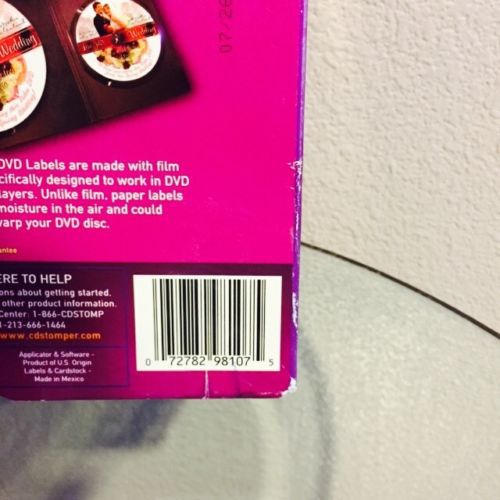 Wedding
Wedding
07/26
DVD Labels are made with film
cifically designed to work in DVD
layers. Unlike film, paper labels
moisture in the air and could
warp your DVD disc.
antee
ERE TO HELP
ons about getting started,
other product information.
Center: 1-866-CDSTOMP
1-213-666-1464
www.cdstomper.com
Applicator & Software -
Product of U.S. Origin
Labels & Cardstock -
Made in Mexico
0 72782 98107 5